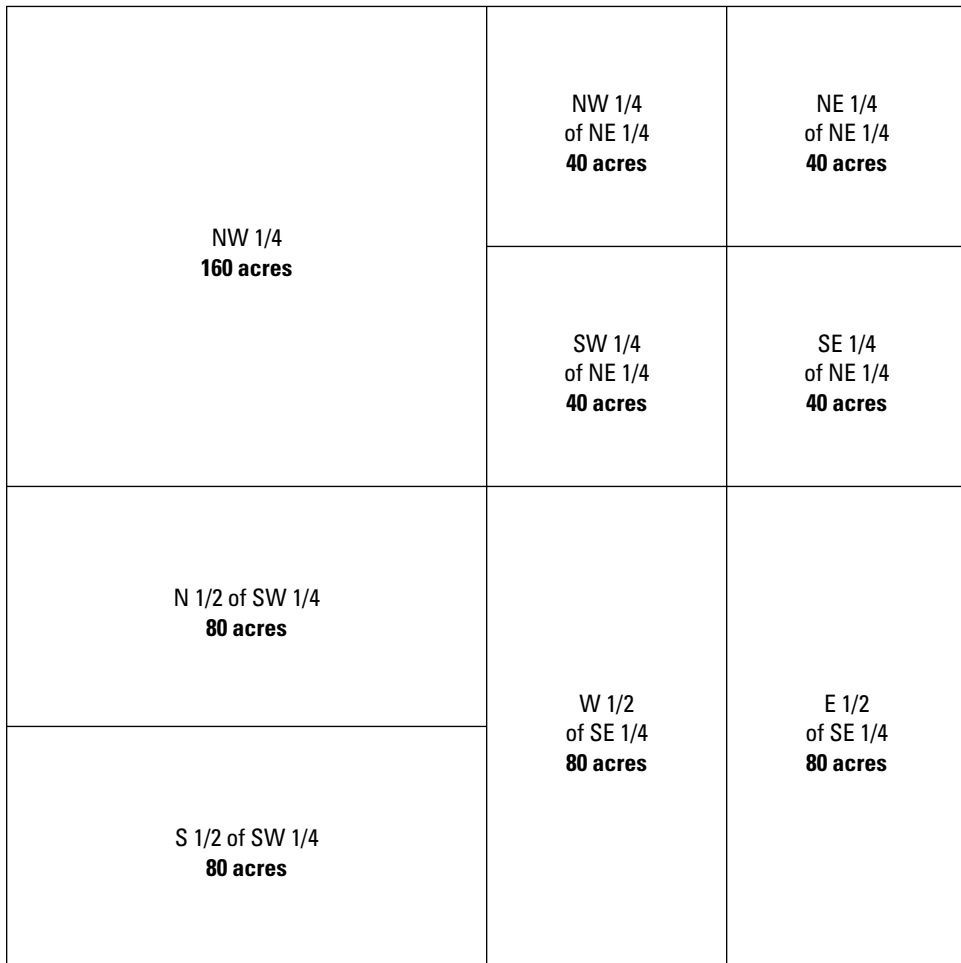 NW 1/4
160 acres
NW 1/4
of NE 1/4
40 acres
NE 1/4
of NE 1/4
40 acres
SW 1/4
of NE 1/4
40 acres
SE 1/4
of NE 1/4
40 acres
N 1/2 of SW 1/4
80 acres
S 1/2 of SW 1/4
80 acres
W 1/2
of SE 1/4
80 acres
E 1/2
of SE 1/4
80 acres